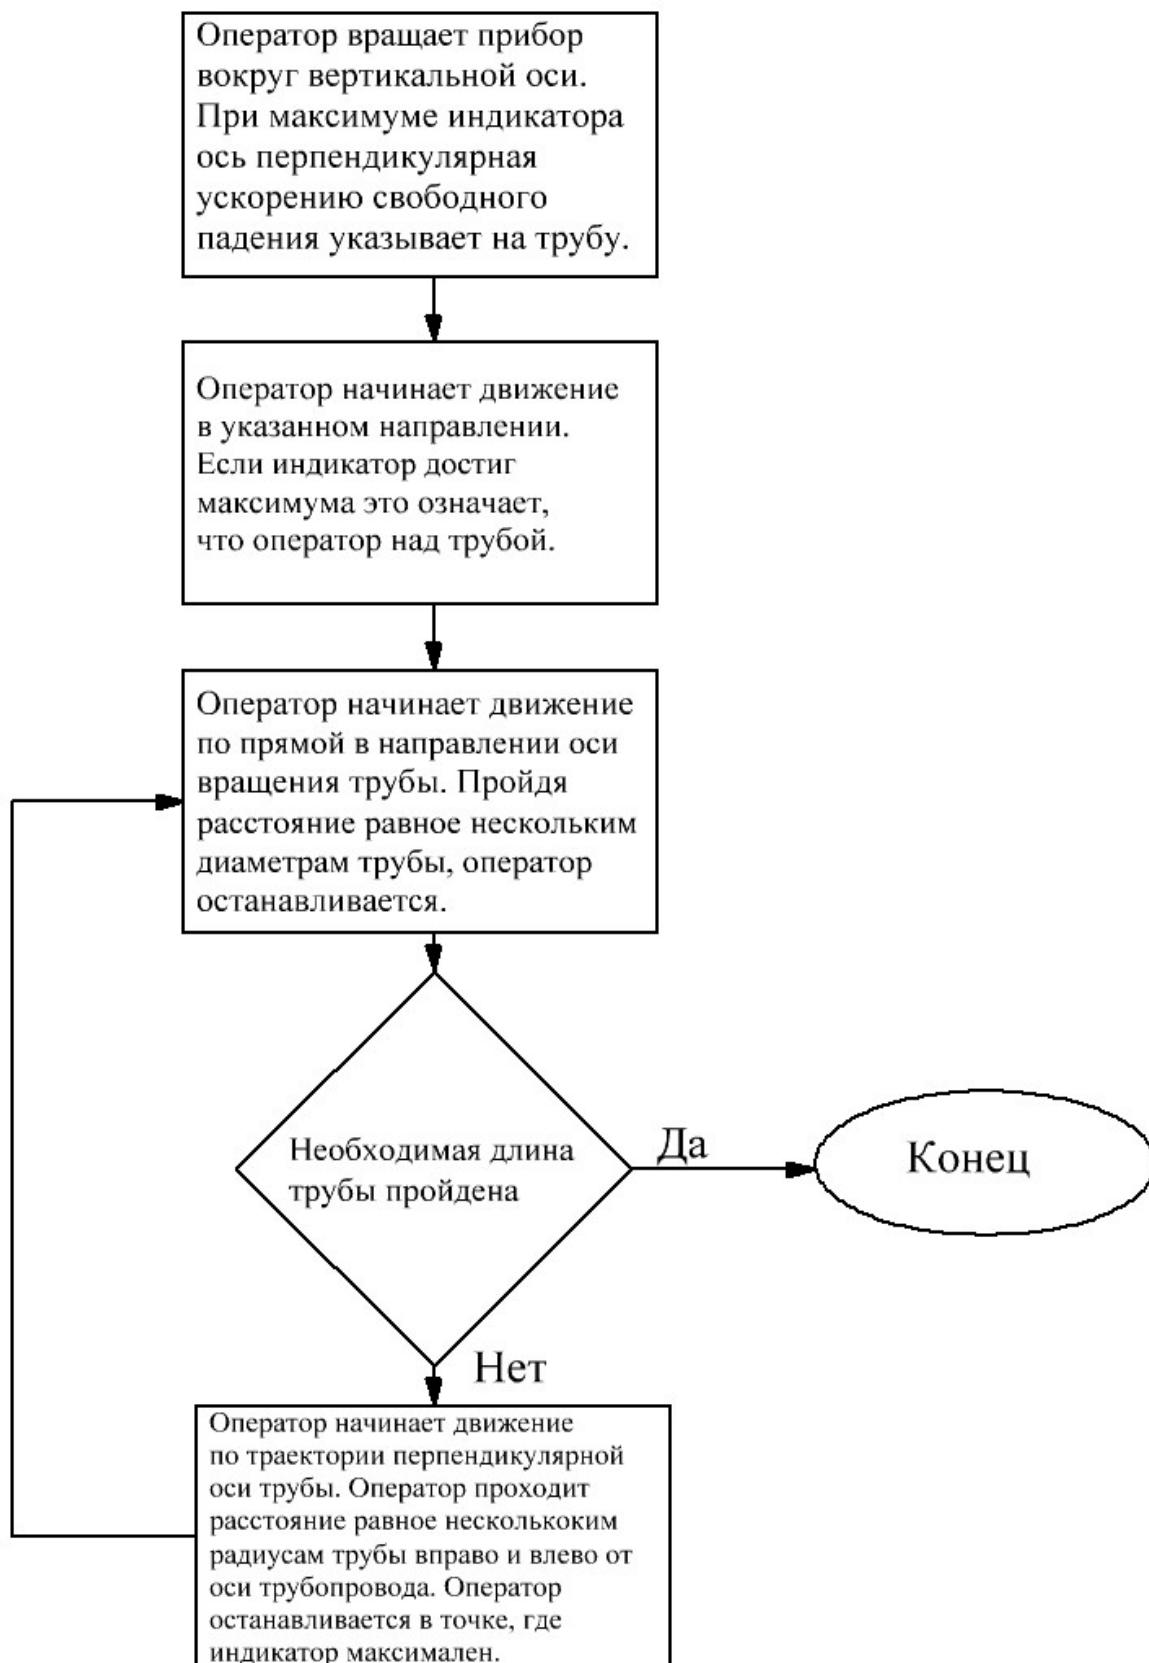 Оператор вращает прибор
вокруг вертикальной оси.
При максимуме индикатора
ось перпендикулярная
ускорению свободного
падения указывает на трубу.
Оператор начинает движение
в указанном направлении.
Если индикатор достиг
максимума это означает,
что оператор над трубой.
Оператор начинает движение
по прямой в направлении оси
вращения трубы. Пройдя
расстояние равное нескольким
диаметрам трубы, оператор
останавливается.
Необходимая длина
трубы пройдена
Да
Конец
Нет
Оператор начинает движение
по траектории перпендикулярной
оси трубы. Оператор проходит
расстояние равное несколькоким
радиусам трубы вправо и влево от
оси трубопровода. Оператор
останавливается в точке, где
индикатор максимален.